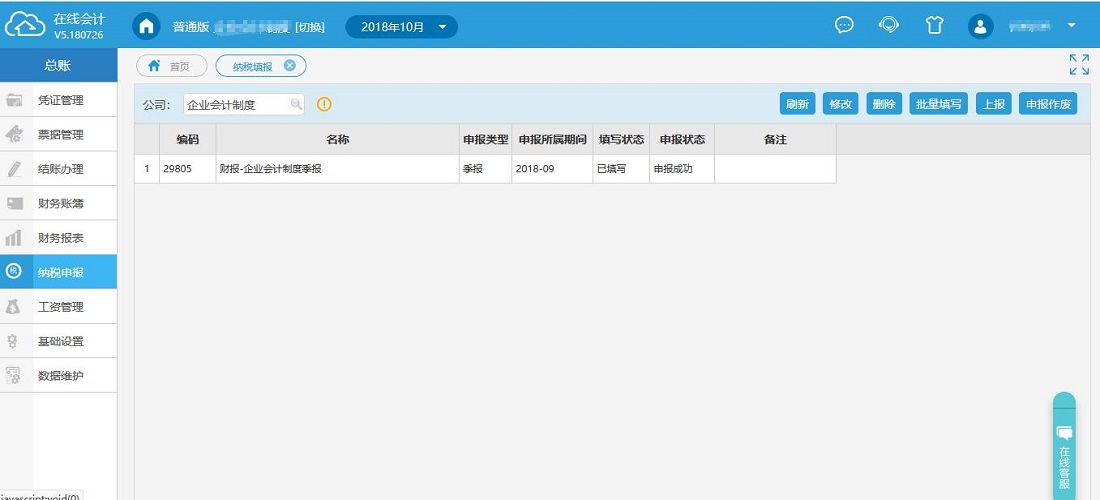 在线会计
V5.180726
普通版 [切换]
2018年10月
总账
首页
纳税填报
凭证管理
票据管理
结账办理
财务账簿
财务报表
纳税申报
工资管理
基础设置
数据维护
公司: 企业会计制度
刷新 修改 删除 批量填写 上报 申报作废
编码 名称 申报类型 申报所属期间 填写状态 申报状态 备注
1 29805 财报-企业会计制度季报 季报 2018-09 已填写 申报成功
税
在线客服
javascript:void(0)